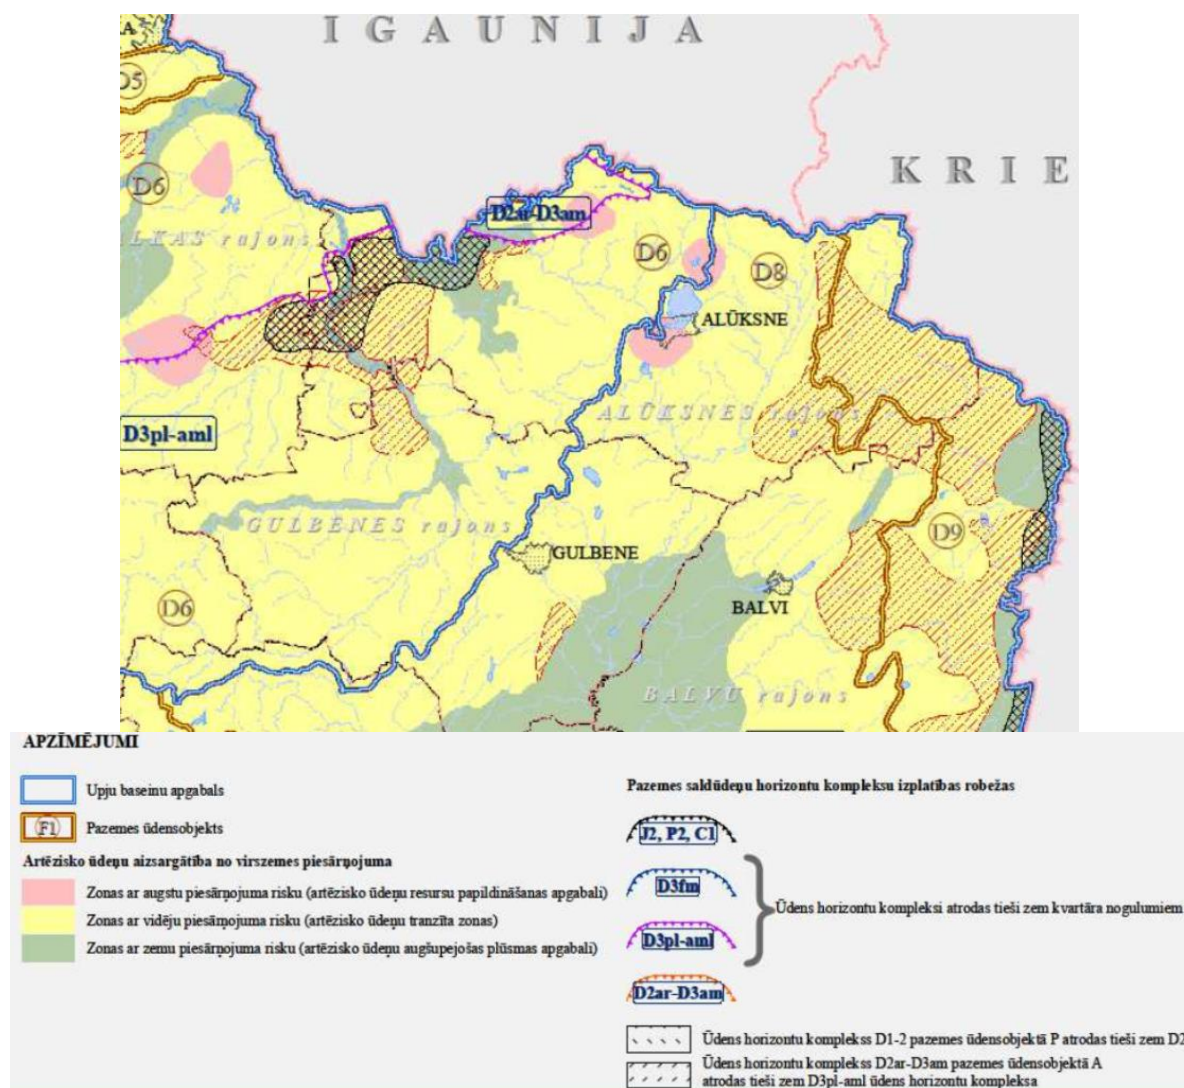 IGAUNIJA
A
KRIE
D5
D6
D2ar-D3am
ALKAS rajons
D6
D8
ALŪKSNE
ALŪKSNES rajons
D3pl-aml
GULBENES rajons
D9
GULBENE
BALVI
D6
BALVU rajons
APZĪMĒJUMI
Upju baseinu apgabals
F1 Pazemes ūdensobjekts
Artēzisko ūdeņu aizsargātība no virszemes piesārņojuma
Zonas ar augstu piesārņojuma risku (artēzisko ūdeņu resursu papildināšanas apgabali)
Zonas ar vidēju piesārņojuma risku (artēzisko ūdeņu tranzīta zonas)
Zonas ar zemu piesārņojuma risku (artēzisko ūdeņu augšupejošas plūsmas apgabali)
Pazemes saldūdeņu horizontu kompleksu izplatības robežas
J2, P2, C1
D3fm
Ūdens horizontu kompleksi atrodas tieši zem kvartāra nogulumiem
D3pl-aml
D2ar-D3am
Ūdens horizontu komplekss D1-2 pazemes ūdensobjektā P atrodas tieši zem D2
Ūdens horizontu komplekss D2ar-D3am pazemes ūdensobjektā A
atrodas tieši zem D3pl-aml ūdens horizontu kompleksa